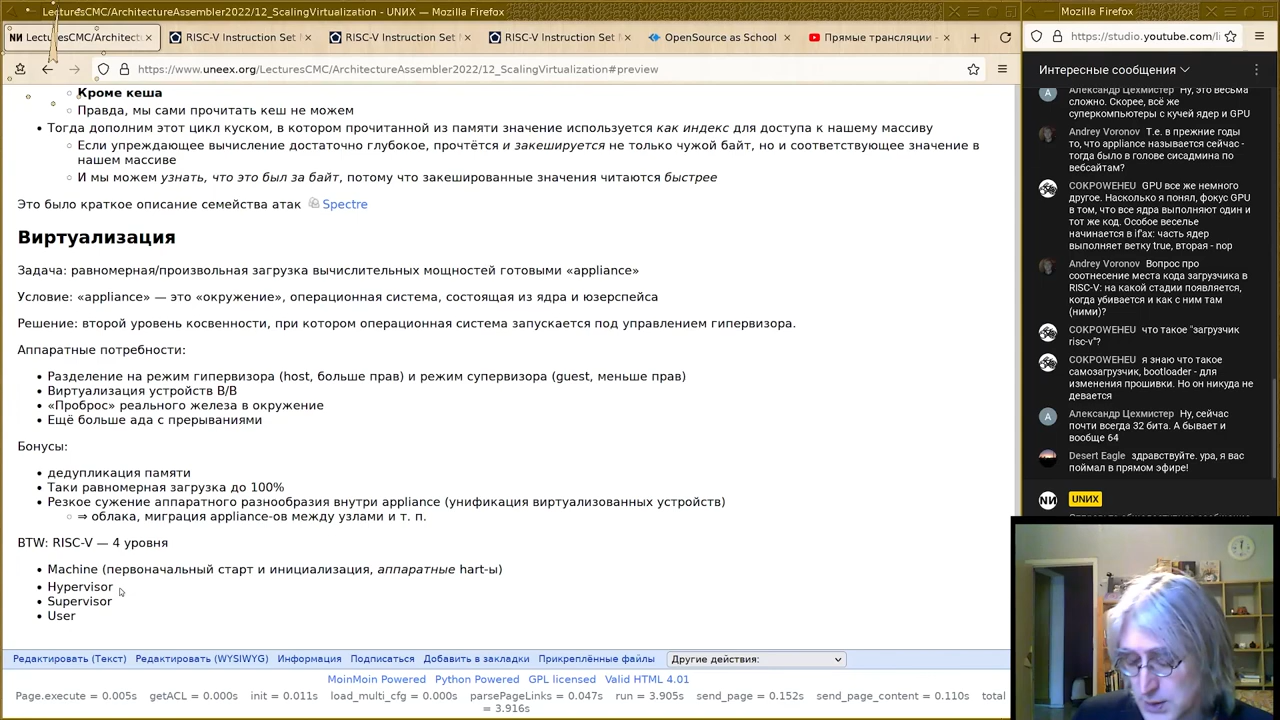 LecturesCMC/ArchitectureAssembler2022/12_ScalingVirtualization - UNИX — Mozilla Firefox
LecturesCMC/Architect
RISC-V Instruction Set M
RISC-V Instruction Set M
RISC-V Instruction Set M
OpenSource as School
Прямые трансляции -
https://www.uneex.org/LecturesCMC/ArchitectureAssembler2022/12_ScalingVirtualization#preview
Кроме кеша
Правда, мы сами прочитать кеш не можем
Тогда дополним этот цикл куском, в котором прочитанной из памяти значение используется как индекс для доступа к нашему массиву
Если упреждающее вычисление достаточно глубокое, прочтётся и закешируется не только чужой байт, но и соответствующее значение в
нашем массиве
И мы можем узнать, что это был за байт, потому что закешированные значения читаются быстрее
Это было краткое описание семейства атак Spectre
Виртуализация
Задача: равномерная/произвольная загрузка вычислительных мощностей готовыми «appliance»
Условие: «appliance» — это «окружение», операционная система, состоящая из ядра и юзерспейса
Решение: второй уровень косвенности, при котором операционная система запускается под управлением гипервизора.
Аппаратные потребности:
Разделение на режим гипервизора (host, больше прав) и режим супервизора (guest, меньше прав)
Виртуализация устройств В/В
«Проброс» реального железа в окружение
Ещё больше ада с прерываниями
Бонусы:
дедупликация памяти
Таки равномерная загрузка до 100%
Резкое сужение аппаратного разнообразия внутри appliance (унификация виртуализованных устройств)
⇒ облака, миграция appliance-ов между узлами и т. п.
BTW: RISC-V — 4 уровня
Machine (первоначальный старт и инициализация, аппаратные hart-ы)
Hypervisor
Supervisor
User
Редактировать (Текст) Редактировать (WYSIWYG) Информация Подписаться Добавить в закладки Прикреплённые файлы Другие действия:
MoinMoin Powered Python Powered GPL licensed Valid HTML 4.01
Page.execute = 0.005s getACL = 0.000s init = 0.011s load_multi_cfg = 0.000s parsePageLinks = 0.047s run = 3.905s send_page = 0.152s send_page_content = 0.110s total
= 3.916s
Mozilla Firefox
https://studio.youtube.com/li
Интересные сообщения
Александр Цехмистер Ну, это весьма
сложно. Скорее, всё же
суперкомпьютеры с кучей ядер и GPU
Andrey Voronov Т.е. в прежние годы
то, что appliance называется сейчас -
тогда было в голове сисадмина по
вебсайтам?
COKPOWEHEU GPU все же немного
другое. Насколько я понял, фокус GPU
в том, что все ядра выполняют один и
тот же код. Особое веселье
начинается в if'ах: часть ядер
выполняет ветку true, вторая - nop
Andrey Voronov Вопрос про
соотнесение места кода загрузчика в
RISC-V: на какой стадии появляется,
когда убивается и как с ним там
(ними)?
COKPOWEHEU что такое "загрузчик
risc-v"?
COKPOWEHEU я знаю что такое
самозагрузчик, bootloader - для
изменения прошивки. Но он никуда не
девается
Александр Цехмистер Ну, сейчас
почти всегда 32 бита. А бывает и
вообще 64
Desert Eagle здравствуйте. ура, я вас
поймал в прямом эфире!
UNИX